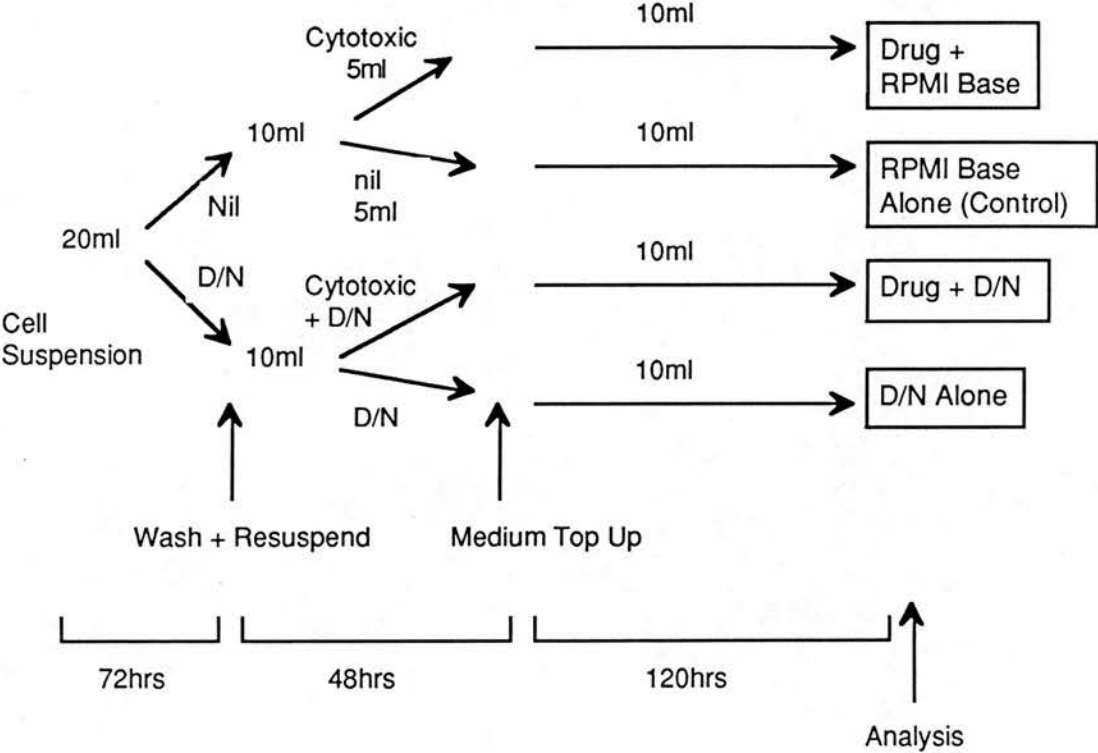 10ml
Cytotoxic
5ml
Drug +
RPMI Base
10ml
10ml
nil
5ml
RPMI Base
Alone (Control)
Nil
20ml
D/N
10ml
Cytotoxic
+ D/N
Drug + D/N
Cell
Suspension
10ml
10ml
D/N
D/N Alone
Wash + Resuspend
Medium Top Up
72hrs
48hrs
120hrs
Analysis